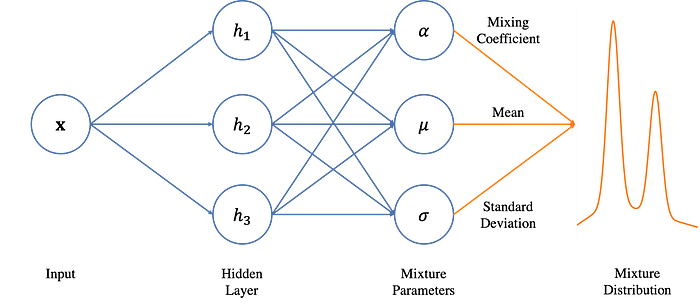 x
h₁
h₂
h₃
α
μ
σ
Mixing
Coefficient
Mean
Standard
Deviation
Input
Hidden
Layer
Mixture
Parameters
Mixture
Distribution